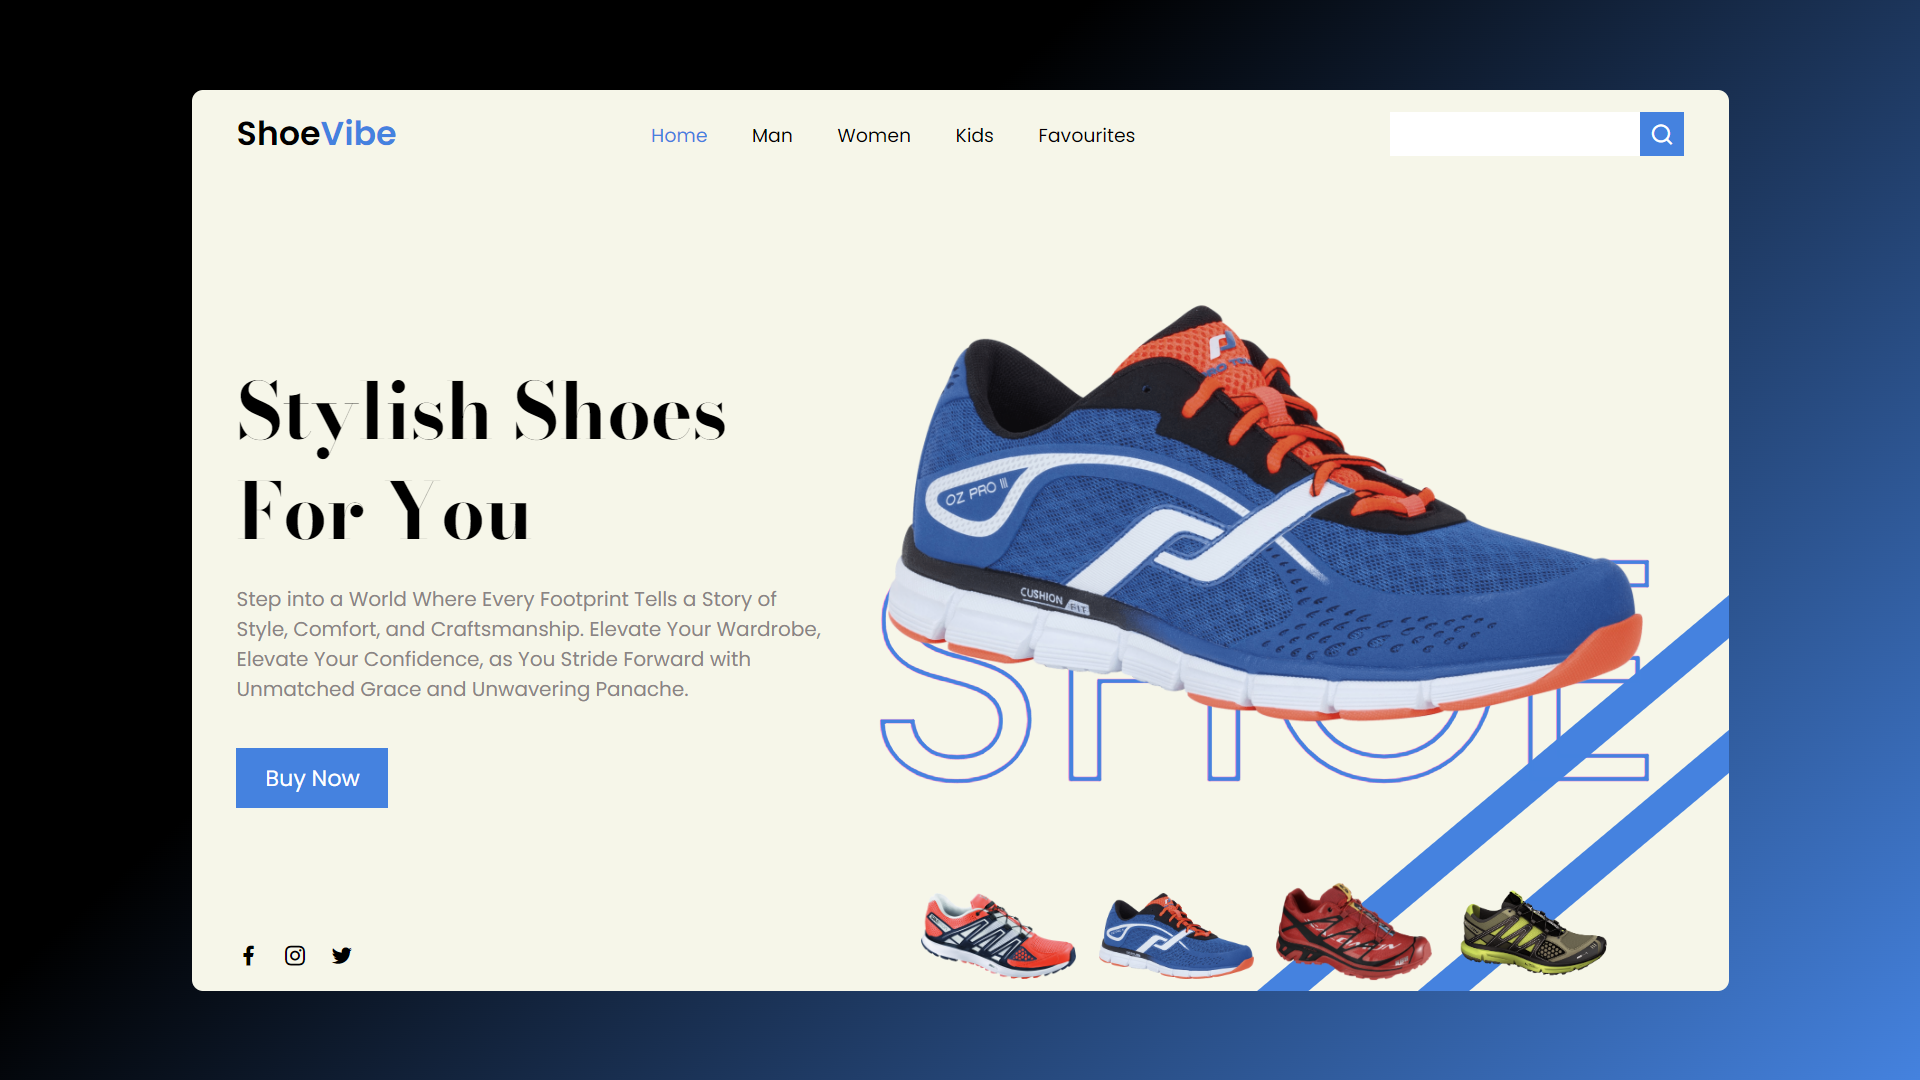 ShoeVibe
Home Man Women Kids Favourites
Stylish Shoes
For You
Step into a World Where Every Footprint Tells a Story of
Style, Comfort, and Craftsmanship. Elevate Your Wardrobe,
Elevate Your Confidence, as You Stride Forward with
Unmatched Grace and Unwavering Panache.
Buy Now
OZ PRO III
CUSHION FIT
SHOE